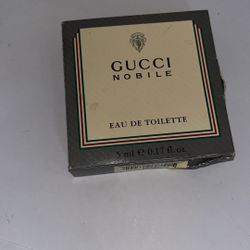 GUCCI
NOBILE
EAU DE TOILETTE
5 ml ℮ 0.17 fl. oz.